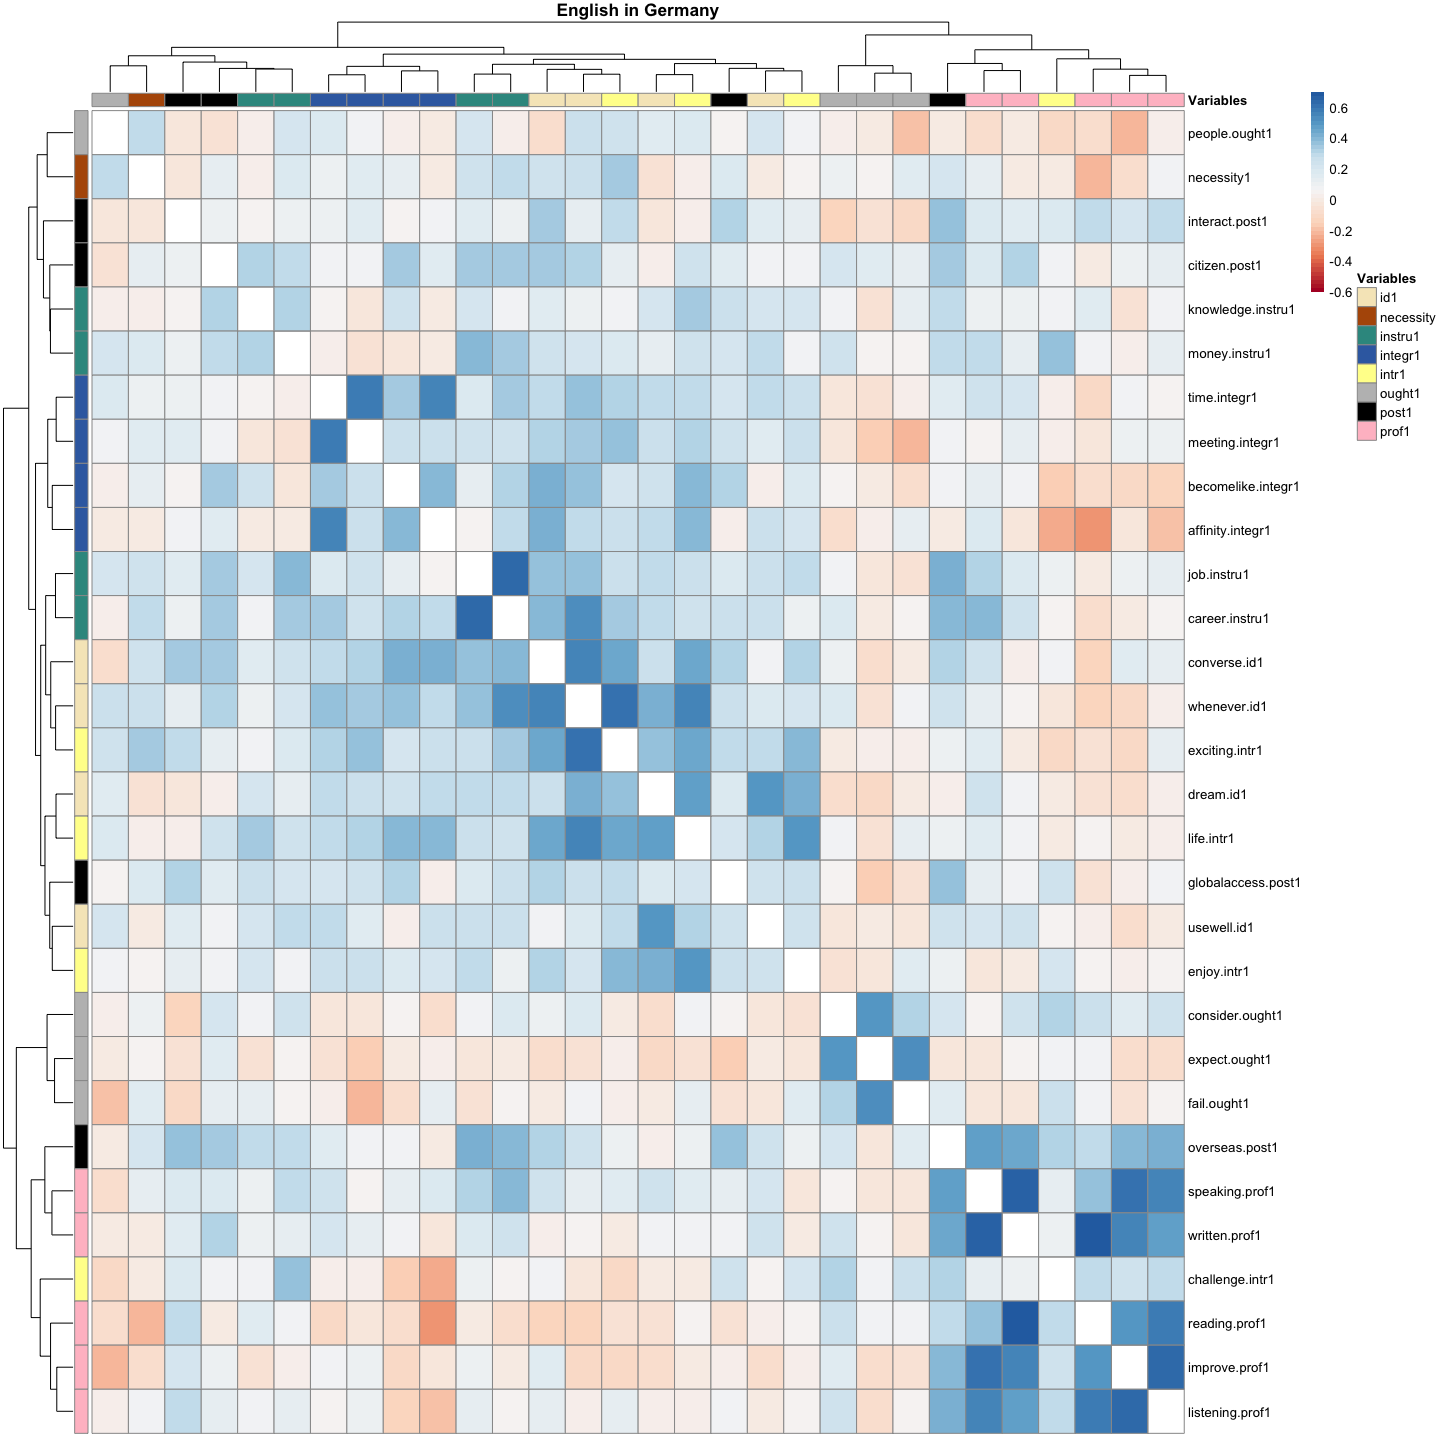 English in Germany
Variables
people.ought1
necessity1
interact.post1
citizen.post1
knowledge.instru1
money.instru1
time.integr1
meeting.integr1
becomelike.integr1
affinity.integr1
job.instru1
career.instru1
converse.id1
whenever.id1
exciting.intr1
dream.id1
life.intr1
globalaccess.post1
usewell.id1
enjoy.intr1
consider.ought1
expect.ought1
fail.ought1
overseas.post1
speaking.prof1
written.prof1
challenge.intr1
reading.prof1
improve.prof1
listening.prof1
0.6
0.4
0.2
0
-0.2
-0.4
-0.6
Variables
id1
necessity
instru1
integr1
intr1
ought1
post1
prof1